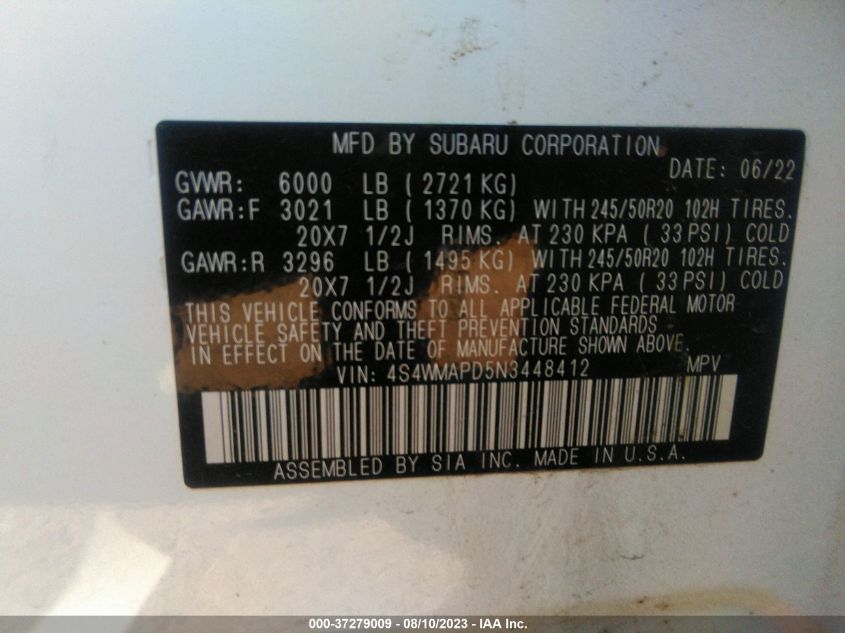 MFD BY SUBARU CORPORATION
DATE: 06/22
GVWR: 6000 LB ( 2721 KG)
GAWR:F 3021 LB ( 1370 KG) WITH 245/50R20 102H TIRES.
20X7 1/2J RIMS. AT 230 KPA ( 33 PSI) COLD
GAWR:R 3296 LB ( 1495 KG) WITH 245/50R20 102H TIRES.
20X7 1/2J RIMS. AT 230 KPA ( 33 PSI) COLD
THIS VEHICLE CONFORMS TO ALL APPLICABLE FEDERAL MOTOR
VEHICLE SAFETY AND THEFT PREVENTION STANDARDS
IN EFFECT ON THE DATE OF MANUFACTURE SHOWN ABOVE.
VIN: 4S4WMAPD5N3448412 MPV
ASSEMBLED BY SIA INC. MADE IN U.S.A.
000-37279009 - 08/10/2023 - IAA Inc.